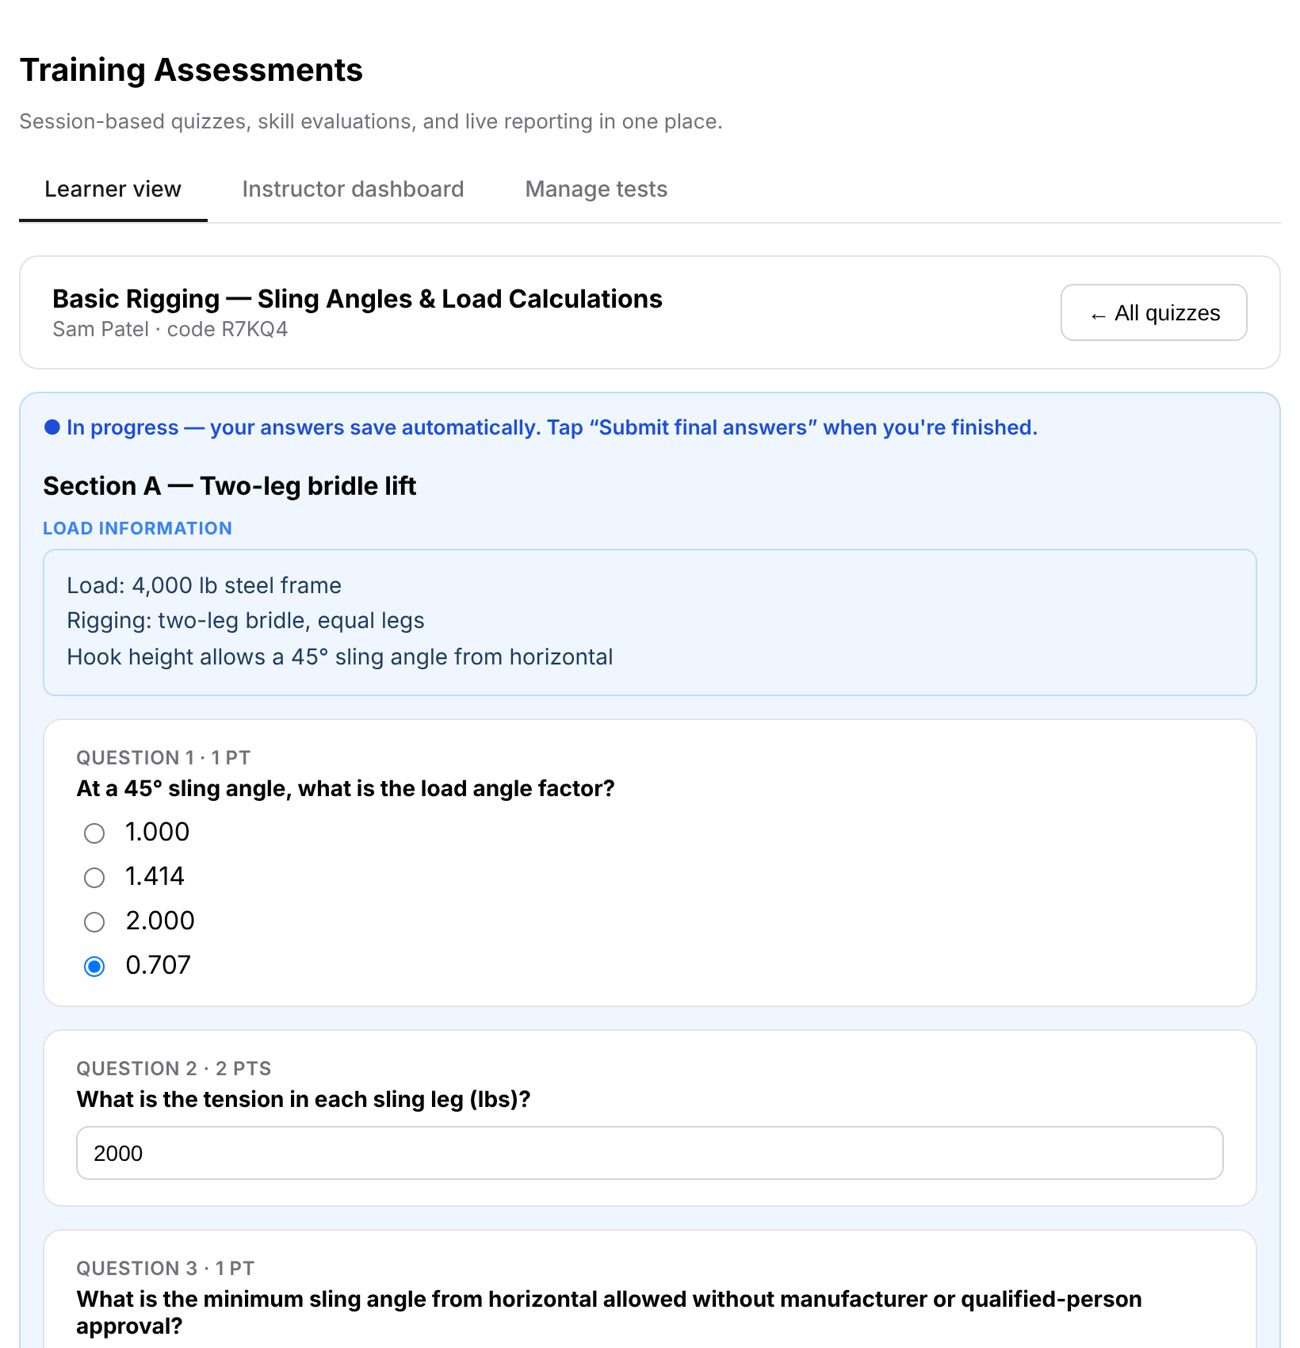 Training Assessments
Session-based quizzes, skill evaluations, and live reporting in one place.
Learner view
Instructor dashboard
Manage tests
Basic Rigging — Sling Angles & Load Calculations
Sam Patel · code R7KQ4
← All quizzes
In progress — your answers save automatically. Tap “Submit final answers” when you're finished.
Section A — Two-leg bridle lift
LOAD INFORMATION
Load: 4,000 lb steel frame
Rigging: two-leg bridle, equal legs
Hook height allows a 45° sling angle from horizontal
QUESTION 1 · 1 PT
At a 45° sling angle, what is the load angle factor?
1.000
1.414
2.000
0.707
QUESTION 2 · 2 PTS
What is the tension in each sling leg (lbs)?
2000
QUESTION 3 · 1 PT
What is the minimum sling angle from horizontal allowed without manufacturer or qualified-person
approval?